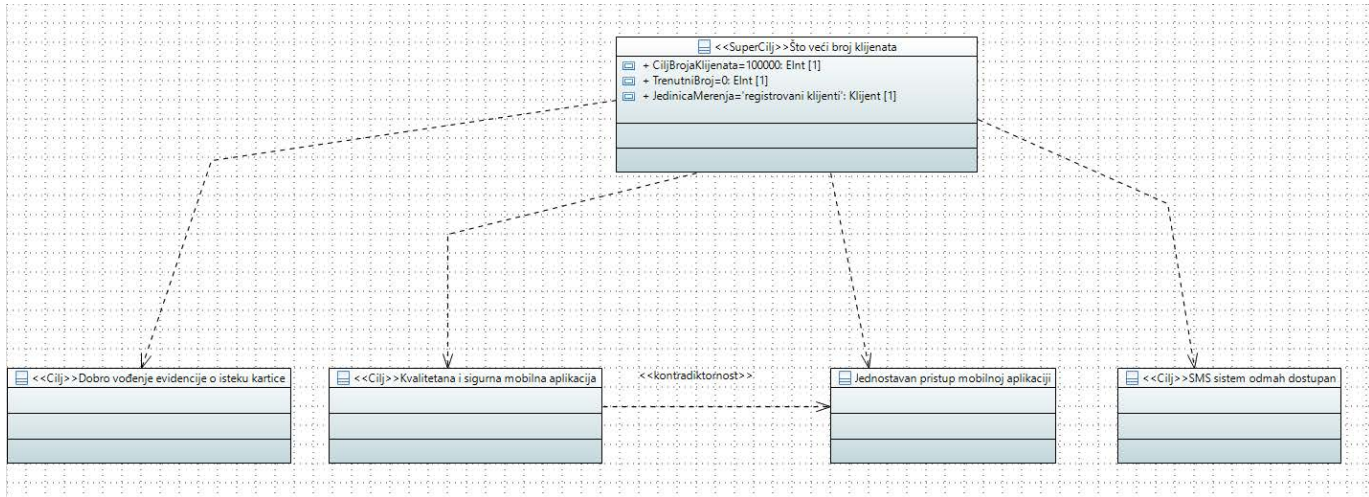 <<SuperCilj>>Što veći broj klijenata
+ CiljBrojaKlijenata=100000: EInt [1]
+ TrenutniBroj=0: EInt [1]
+ JedinicaMerenja='registrovani klijenti': Klijent [1]
<<Cilj>>Dobro vođenje evidencije o isteku kartice
<<Cilj>>Kvalitetana i sigurna mobilna aplikacija
<<kontradiktornost>>
Jednostavan pristup mobilnoj aplikaciji
<<Cilj>>SMS sistem odmah dostupan